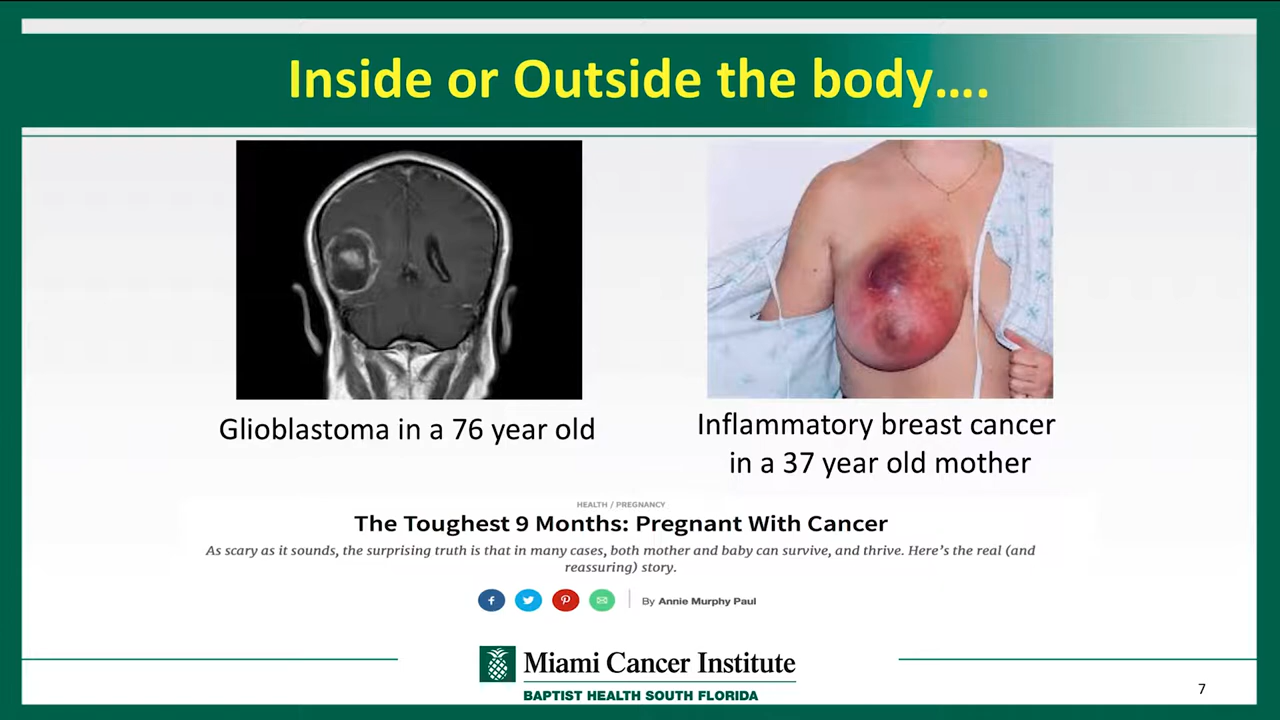 Inside or Outside the body....
Glioblastoma in a 76 year old
Inflammatory breast cancer
in a 37 year old mother
HEALTH / PREGNANCY
The Toughest 9 Months: Pregnant With Cancer
As scary as it sounds, the surprising truth is that in many cases, both mother and baby can survive, and thrive. Here's the real (and
reassuring) story.
By Annie Murphy Paul
Miami Cancer Institute
BAPTIST HEALTH SOUTH FLORIDA
7